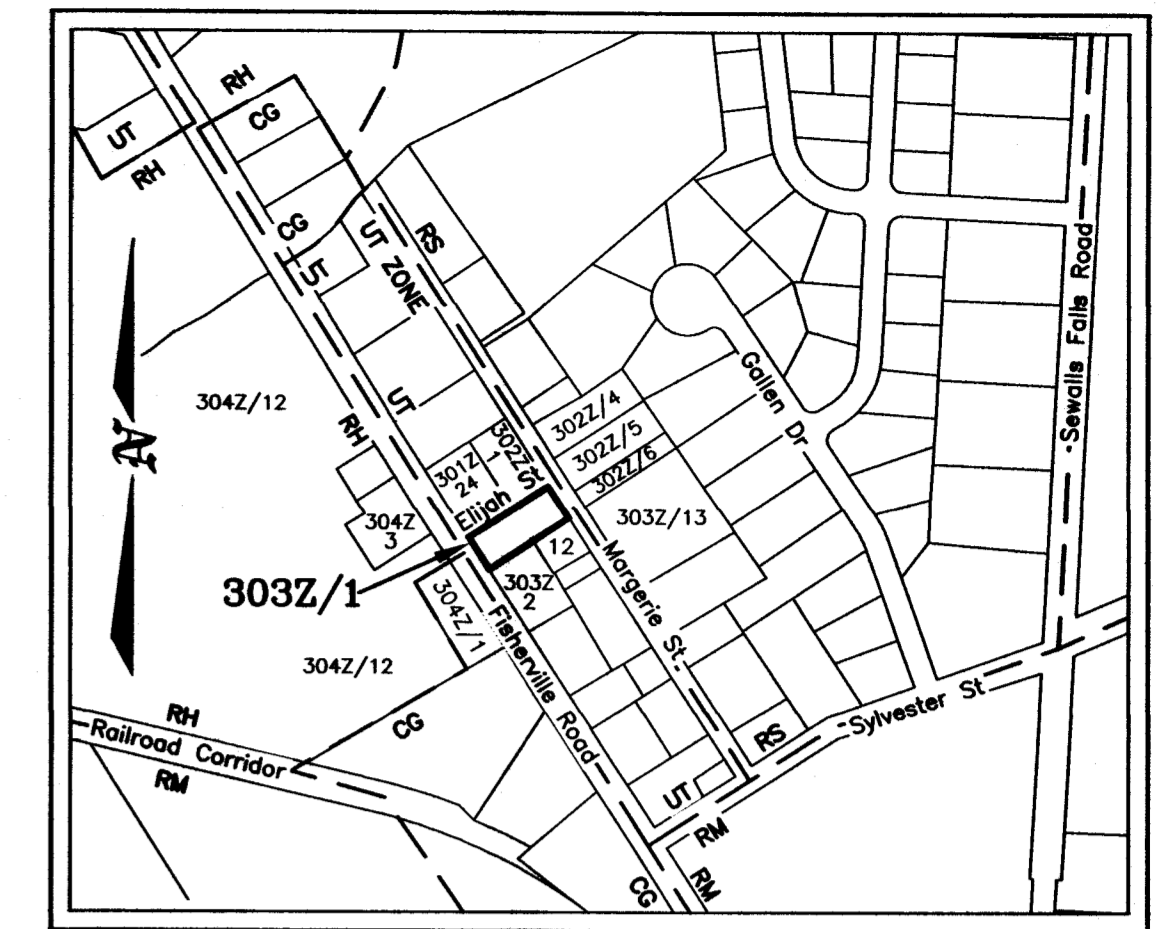 RH
CG
UT
RH
CG
UT
UT ZONE
RS
Sewalls Falls Road
N
304Z/12
RH
UT
Gallen Dr
302Z/4
302Z/5
302Z/6
302Z
1
301Z
24
Elijah St
304Z
3
303Z/13
12
303Z/1
303Z
2
304Z/1
Margerie St.
Fisherville Road
304Z/12
RH
CG
Railroad Corridor
RM
RS
Sylvester St
UT
RM
RM
CG